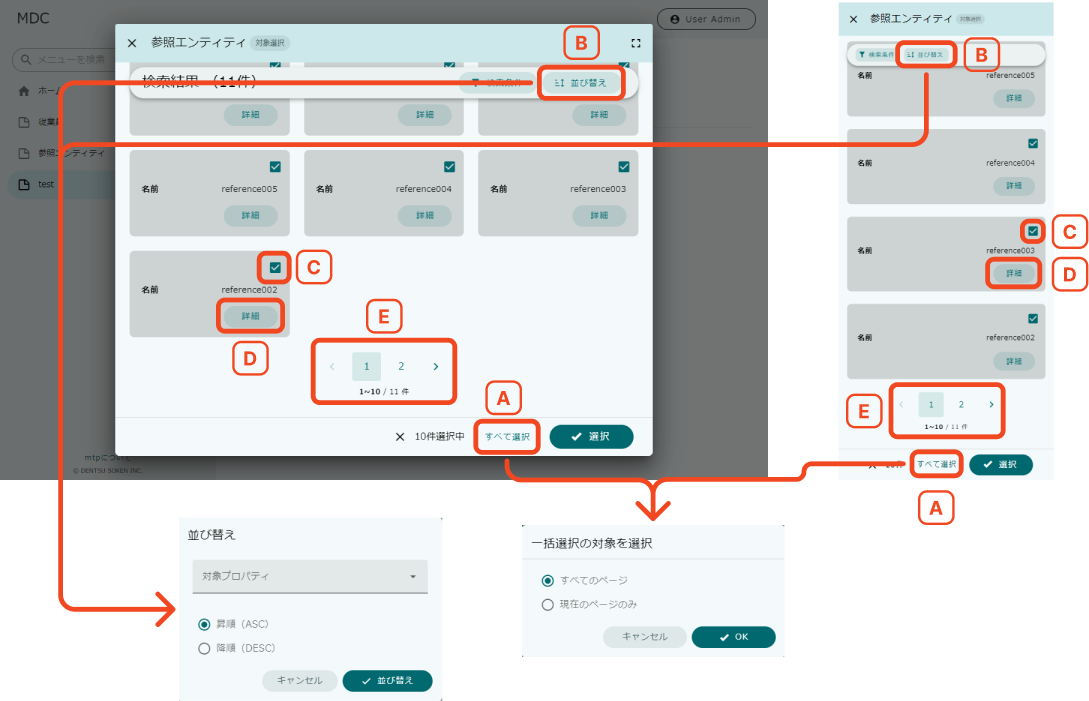 MDC
User Admin
メニューを検索
ホーム
参照エンティティ
test
mtpについて
© DENTSU SOKEN INC.
参照エンティティ 対象選択
B
検索結果 (11件)
検索条件
並び替え
詳細 詳細 詳細
名前 reference005 名前 reference004 名前 reference003
詳細 詳細 詳細
C
名前 reference002
詳細
D
E
1 2
1~10 / 11 件
A
10件選択中 すべて選択 選択
参照エンティティ 対象選択
検索条件 並び替え
B
名前 reference005
詳細
名前 reference004
詳細
C
名前 reference003
詳細
D
名前 reference002
詳細
E
1 2
1~10 / 11 件
すべて選択 選択
A
並び替え
対象プロパティ
昇順 (ASC)
降順 (DESC)
キャンセル 並び替え
一括選択の対象を選択
すべてのページ
現在のページのみ
キャンセル OK